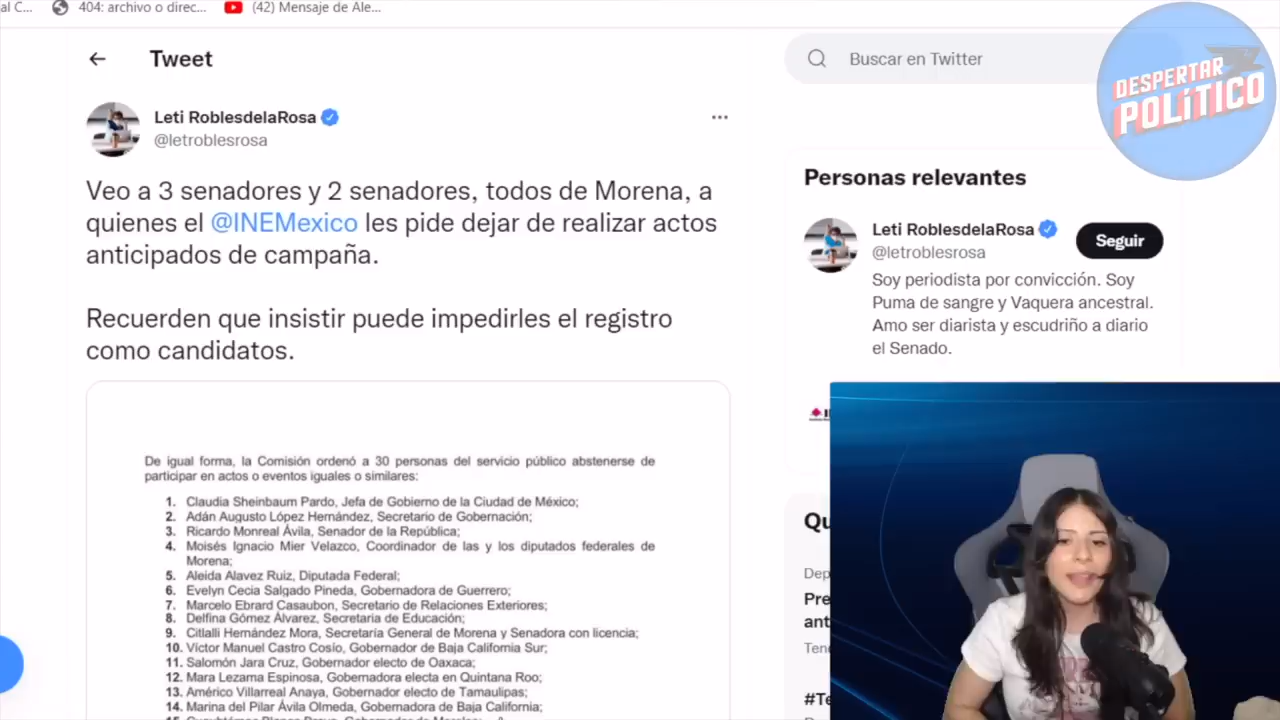 al C...
404: archivo o direc...
(42) Mensaje de Ale...
Tweet
Buscar en Twitter
DESPERTAR
POLÍTICO
Leti RoblesdelaRosa
@letroblesrosa
Veo a 3 senadores y 2 senadores, todos de Morena, a
quienes el @INEMexico les pide dejar de realizar actos
anticipados de campaña.
Recuerden que insistir puede impedirles el registro
como candidatos.
De igual forma, la Comisión ordenó a 30 personas del servicio público abstenerse de
participar en actos o eventos iguales o similares:
1. Claudia Sheinbaum Pardo, Jefa de Gobierno de la Ciudad de México;
2. Adán Augusto López Hernández, Secretario de Gobernación;
3. Ricardo Monreal Ávila, Senador de la República;
4. Moisés Ignacio Mier Velazco, Coordinador de las y los diputados federales de
Morena;
5. Aleida Alavez Ruiz, Diputada Federal;
6. Evelyn Cecia Salgado Pineda, Gobernadora de Guerrero;
7. Marcelo Ebrard Casaubon, Secretario de Relaciones Exteriores;
8. Delfina Gómez Álvarez, Secretaria de Educación;
9. Citlalli Hernández Mora, Secretaría General de Morena y Senadora con licencia;
10. Víctor Manuel Castro Cosío, Gobernador de Baja California Sur;
11. Salomón Jara Cruz, Gobernador electo de Oaxaca;
12. Mara Lezama Espinosa, Gobernadora electa en Quintana Roo;
13. Américo Villarreal Anaya, Gobernador electo de Tamaulipas;
14. Marina del Pilar Ávila Olmeda, Gobernadora de Baja California;
Personas relevantes
Leti RoblesdelaRosa
Seguir
@letroblesrosa
Soy periodista por convicción. Soy
Puma de sangre y Vaquera ancestral.
Amo ser diarista y escudriño a diario
el Senado.
Qu
Dep
Pre
ant
Tend
#Te